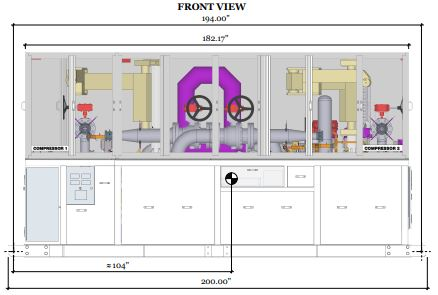 FRONT VIEW
194.00"
182.17"
COMPRESSOR 1
COMPRESSOR 2
≈104"
200.00"